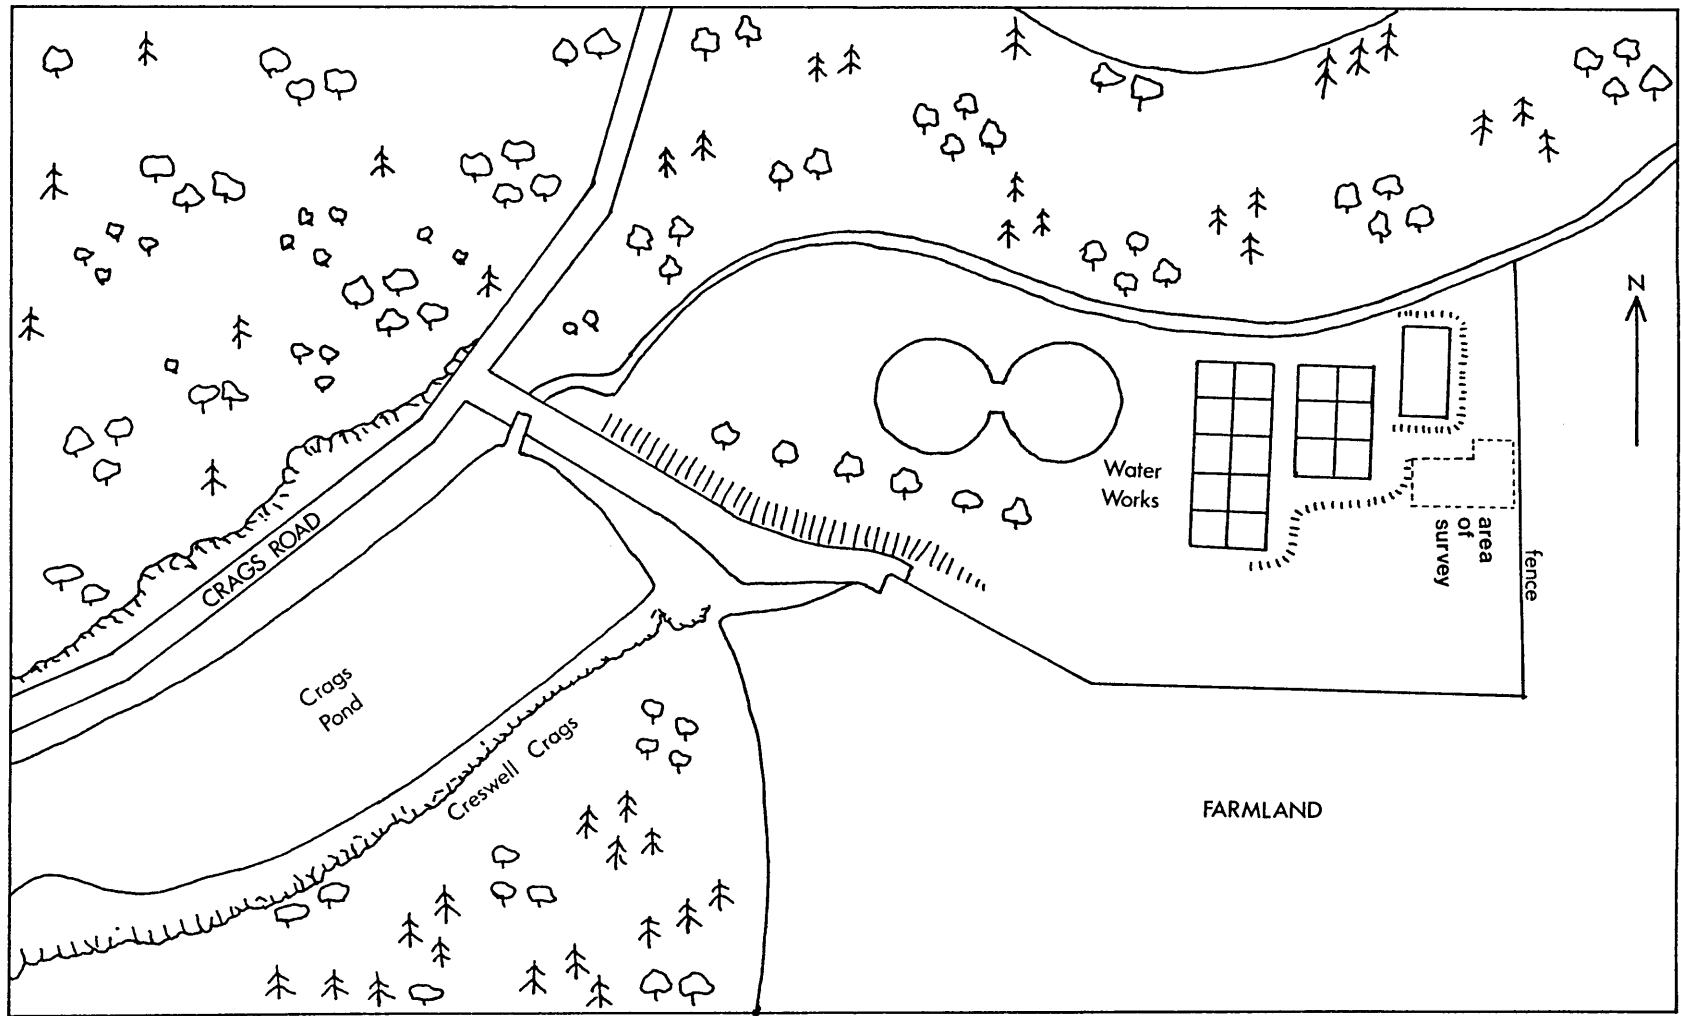 N
Water
Works
area
of
survey
fence
CRAGS ROAD
Crags
Pond
Creswell Crags
FARMLAND